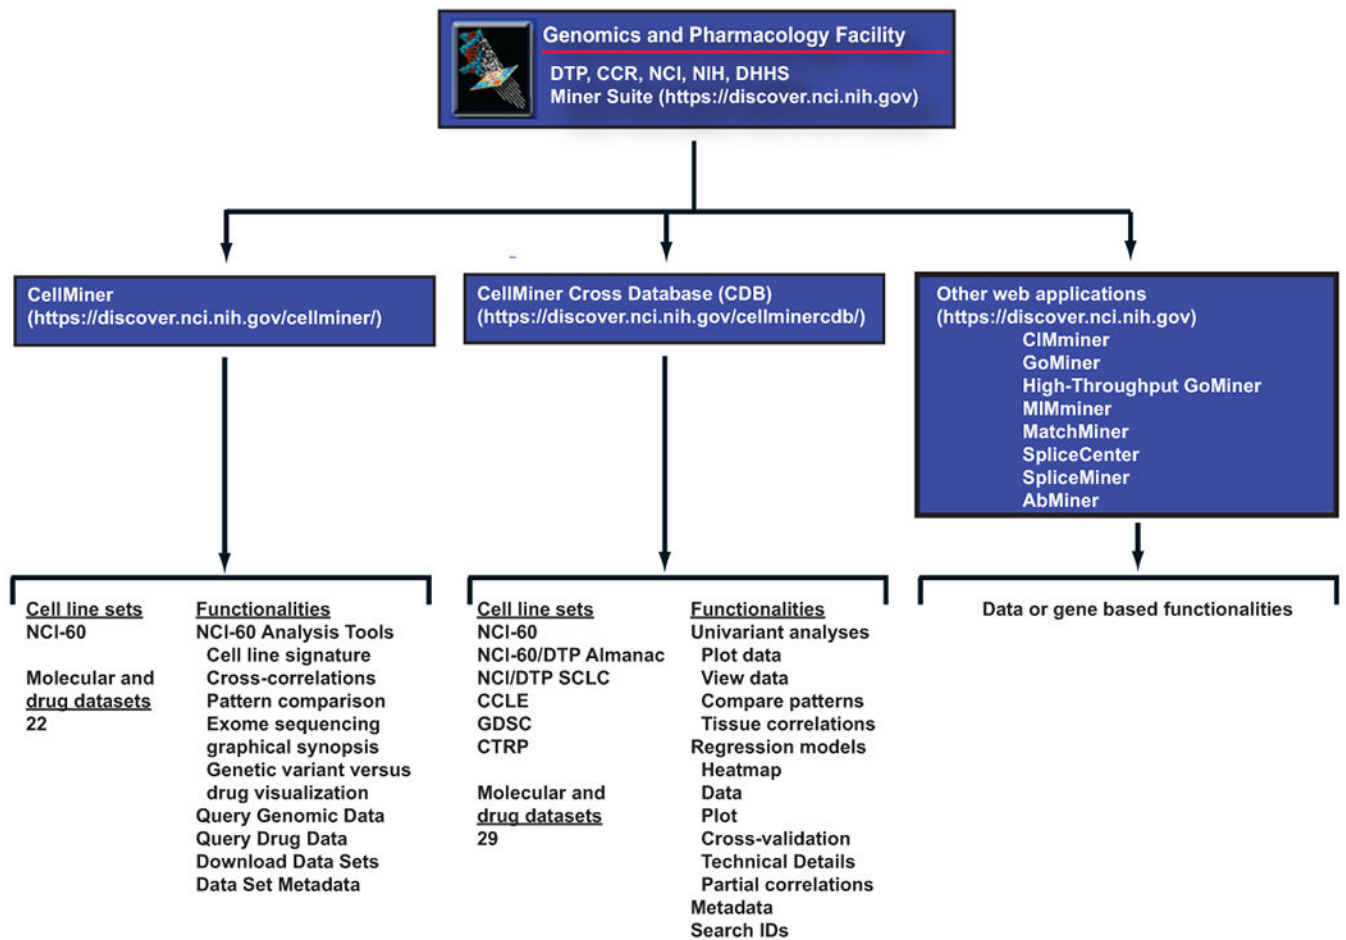 Genomics and Pharmacology Facility
DTP, CCR, NCI, NIH, DHHS
Miner Suite (https://discover.nci.nih.gov)
CellMiner
(https://discover.nci.nih.gov/cellminer/)
CellMiner Cross Database (CDB)
(https://discover.nci.nih.gov/cellminercdb/)
Other web applications
(https://discover.nci.nih.gov)
CIMminer
GoMiner
High-Throughput GoMiner
MIMminer
MatchMiner
SpliceCenter
SpliceMiner
AbMiner
Cell line sets
NCI-60
Molecular and
drug datasets
22
Functionalities
NCI-60 Analysis Tools
Cell line signature
Cross-correlations
Pattern comparison
Exome sequencing
graphical synopsis
Genetic variant versus
drug visualization
Query Genomic Data
Query Drug Data
Download Data Sets
Data Set Metadata
Cell line sets
NCI-60
NCI-60/DTP Almanac
NCI/DTP SCLC
CCLE
GDSC
CTRP
Molecular and
drug datasets
29
Functionalities
Univariant analyses
Plot data
View data
Compare patterns
Tissue correlations
Regression models
Heatmap
Data
Plot
Cross-validation
Technical Details
Partial correlations
Metadata
Search IDs
Data or gene based functionalities